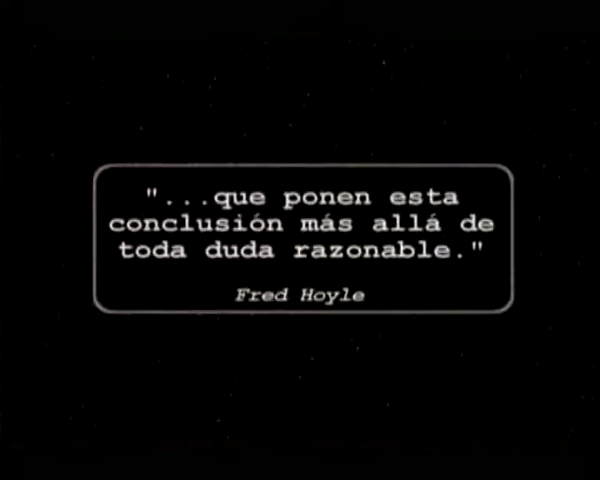 "...que ponen esta
conclusión más allá de
toda duda razonable."
Fred Hoyle